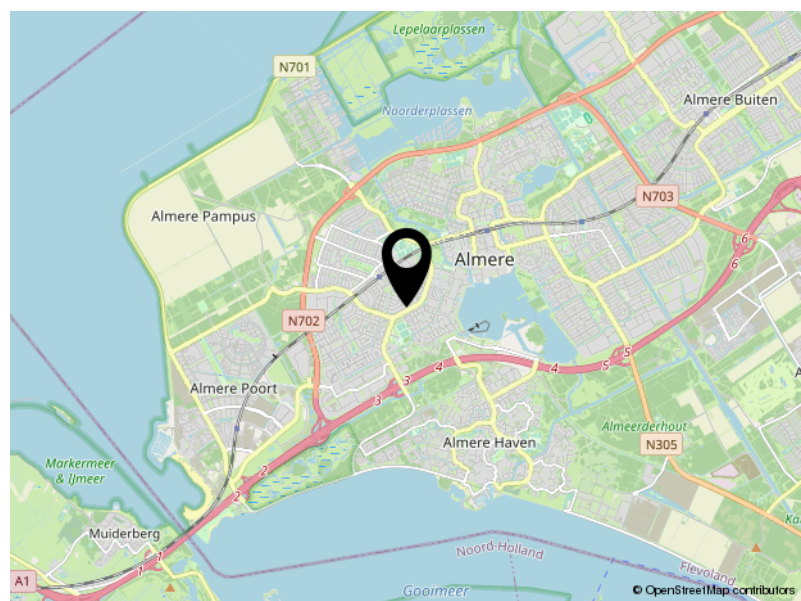 Lepelaarplassen
N701
Noorderplassen
Almere Buiten
N703
Almere Pampus
6
Almere
6
N702
5
5
4
4
3
3
Almere Poort
Almeerderhout
Almere Haven
N305
Markermeer
& IJmeer
2
2
Muiderberg
1
1
Noord-Holland
Flevoland
A1
Gooimeer
© OpenStreetMap contributors